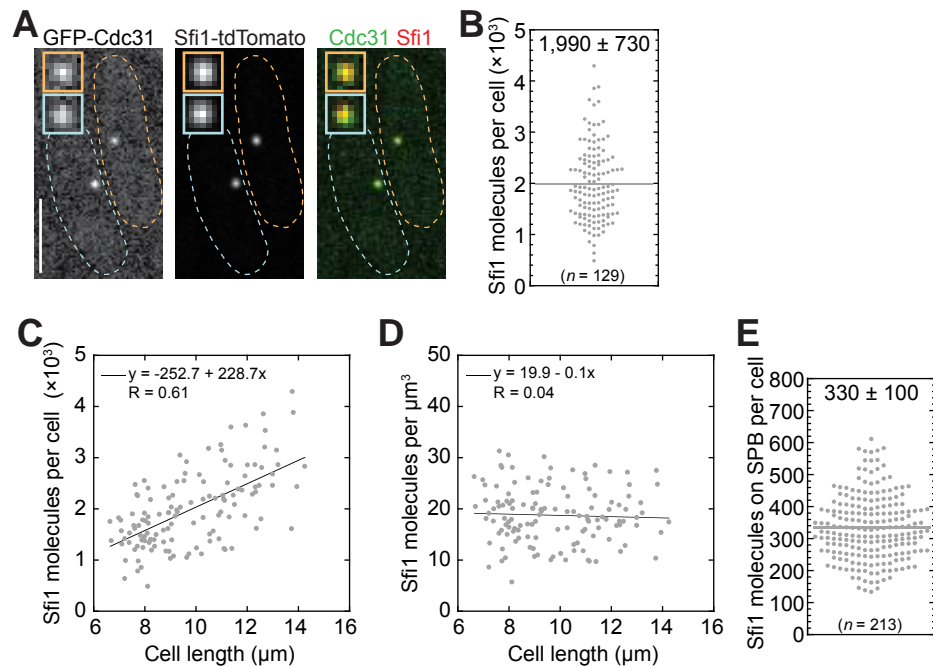 A
GFP-Cdc31
Sfi1-tdTomato
Cdc31 Sfi1
B
Sfi1 molecules per cell (×10³)
5
4
3
2
1
0
1,990 ± 730
(n = 129)
C
Sfi1 molecules per cell (×10³)
5
4
3
2
1
0
y = -252.7 + 228.7x
R = 0.61
6 8 10 12 14 16
Cell length (µm)
D
Sfi1 molecules per µm³
50
40
30
20
10
0
y = 19.9 - 0.1x
R = 0.04
6 8 10 12 14 16
Cell length (µm)
E
Sfi1 molecules on SPB per cell
800
700
600
500
400
300
200
100
0
330 ± 100
(n = 213)